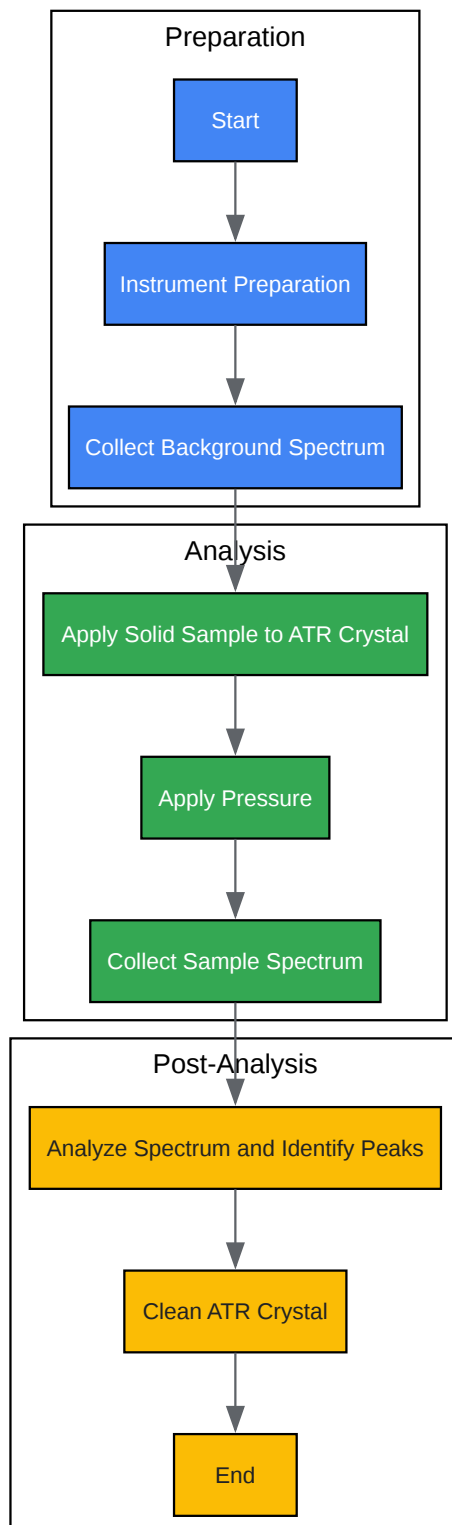 Preparation
Start
Instrument Preparation
Collect Background Spectrum
Analysis
Apply Solid Sample to ATR Crystal
Apply Pressure
Collect Sample Spectrum
Post-Analysis
Analyze Spectrum and Identify Peaks
Clean ATR Crystal
End